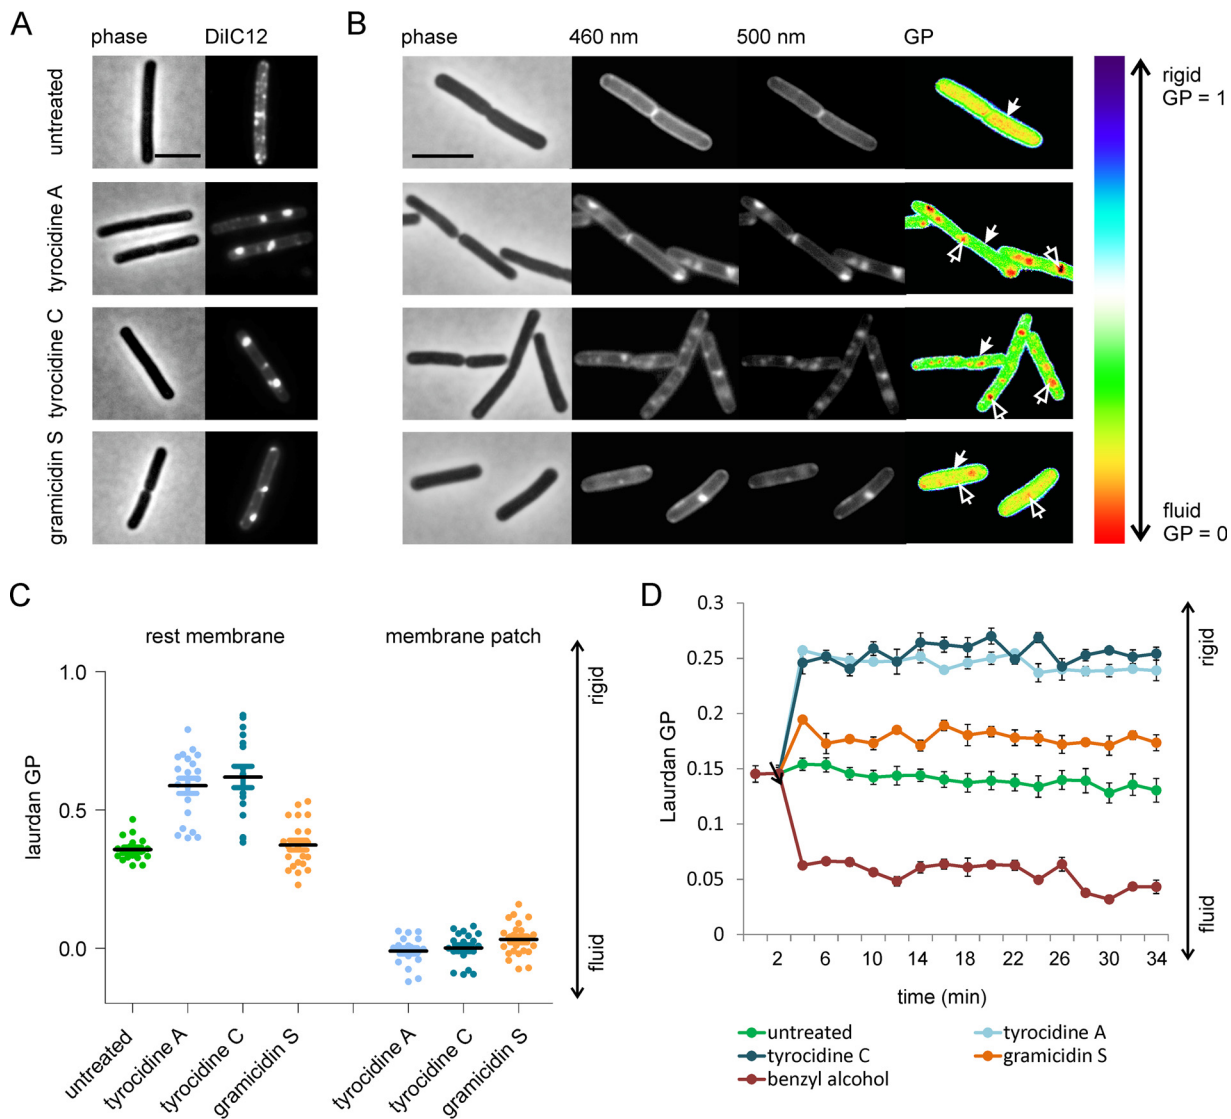 A
phase
DiIC12
untreated
tyrocidine A
tyrocidine C
gramicidin S
B
phase
460 nm
500 nm
GP
rigid
GP = 1
fluid
GP = 0
C
rest membrane
membrane patch
laurdan GP
1.0
0.5
0.0
rigid
fluid
untreated
tyrocidine A
tyrocidine C
gramicidin S
tyrocidine A
tyrocidine C
gramicidin S
D
Laurdan GP
0.3
0.25
0.2
0.15
0.1
0.05
0
rigid
fluid
2 6 10 14 18 20 22 26 30 34
time (min)
untreated
tyrocidine A
tyrocidine C
gramicidin S
benzyl alcohol